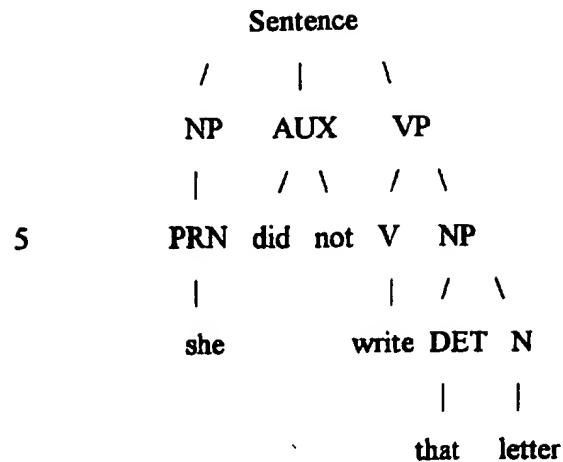 Sentence
/ | \
NP AUX VP
| / \ / \
5 PRN did not V NP
| | / \
she write DET N
| |
that letter